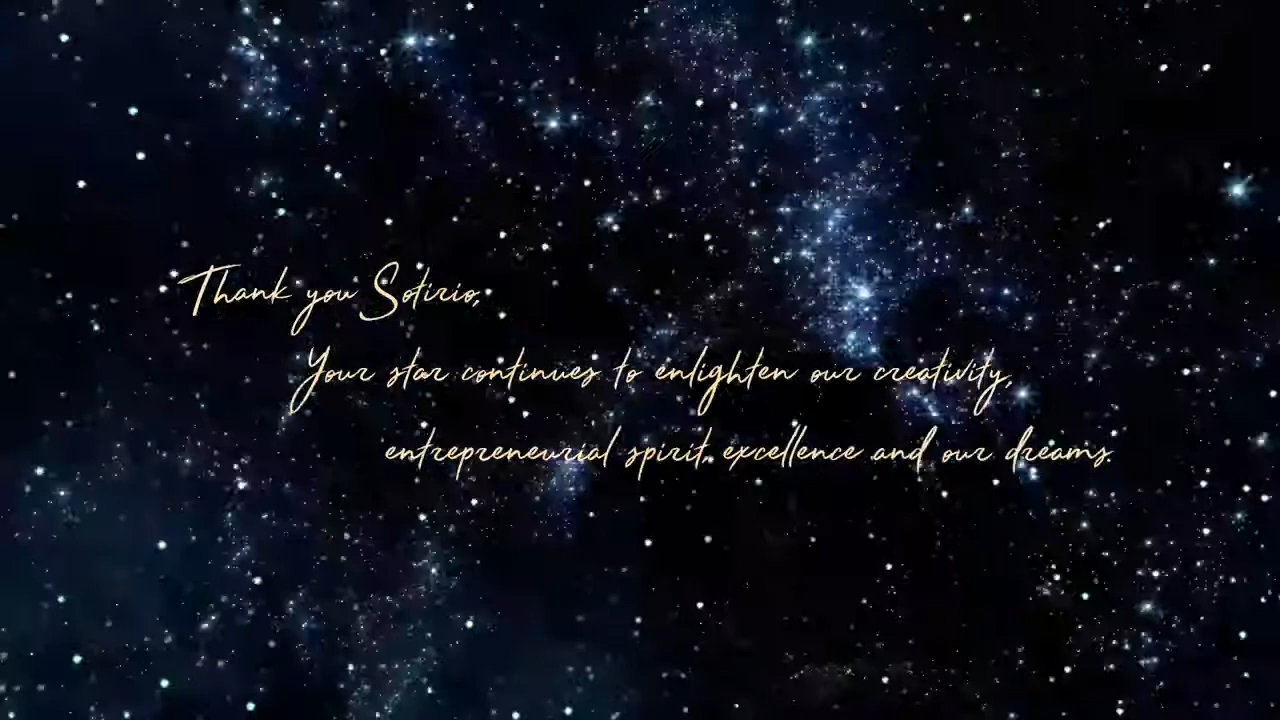 Thank you Sotirio,
Your star continues to enlighten our creativity,
entrepreneurial spirit, excellence and our dreams.